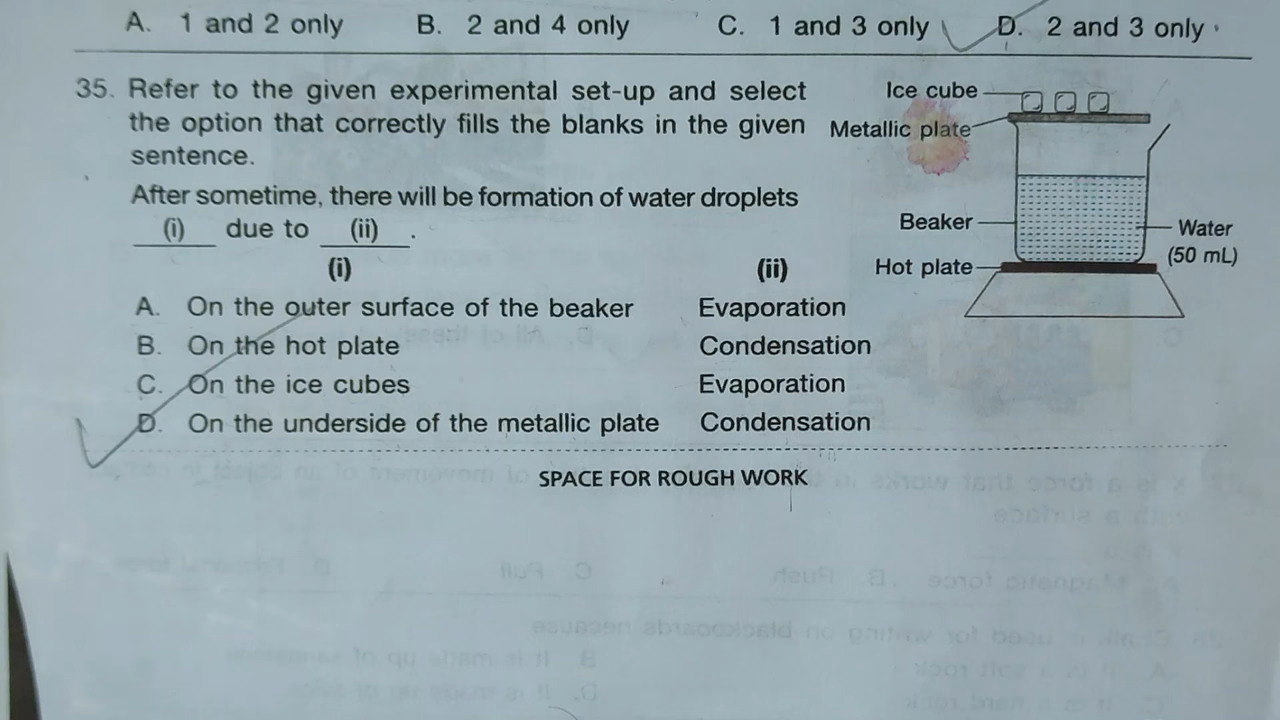 A. 1 and 2 only B. 2 and 4 only C. 1 and 3 only D. 2 and 3 only
35. Refer to the given experimental set-up and select
the option that correctly fills the blanks in the given
sentence.
After sometime, there will be formation of water droplets
(i) due to (ii) .
Ice cube
Metallic plate
Beaker
Water
(50 mL)
Hot plate
(i) (ii)
A. On the outer surface of the beaker Evaporation
B. On the hot plate Condensation
C. On the ice cubes Evaporation
D. On the underside of the metallic plate Condensation
SPACE FOR ROUGH WORK